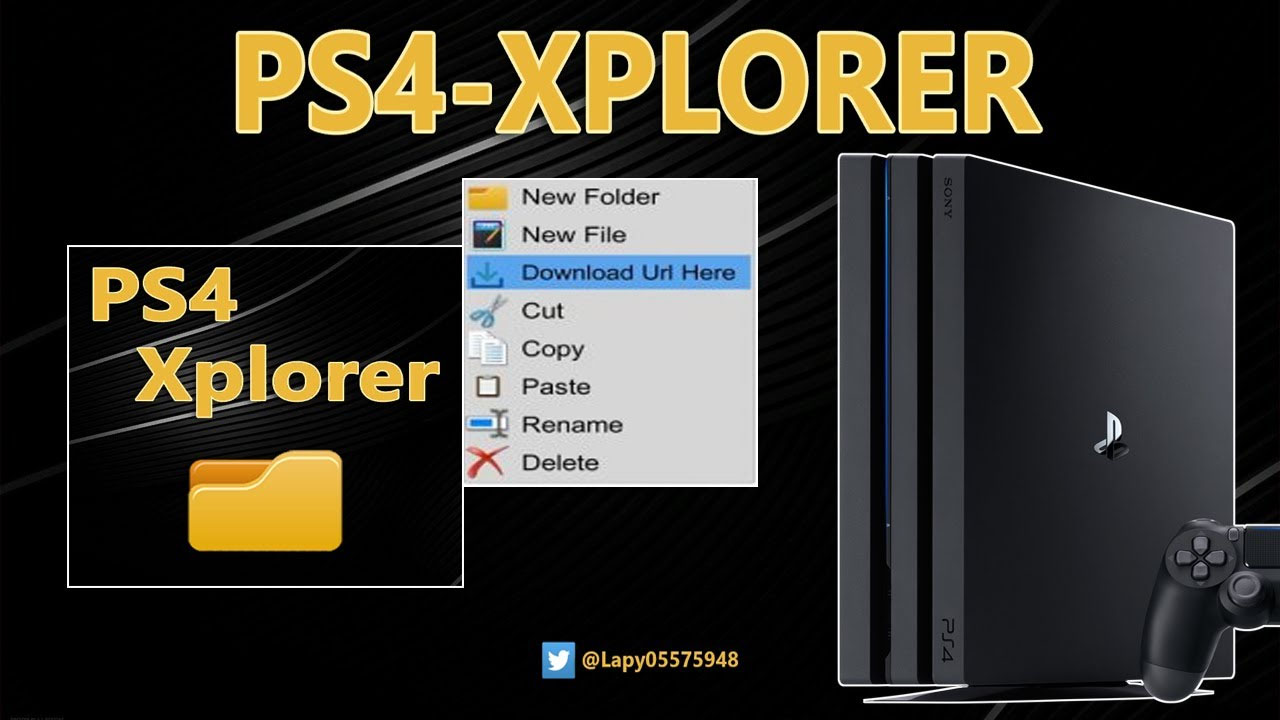 PS4-XPLORER
PS4
Xplorer
New Folder
New File
Download Url Here
Cut
Copy
Paste
Rename
Delete
SONY
PS4
@Lapy05575948